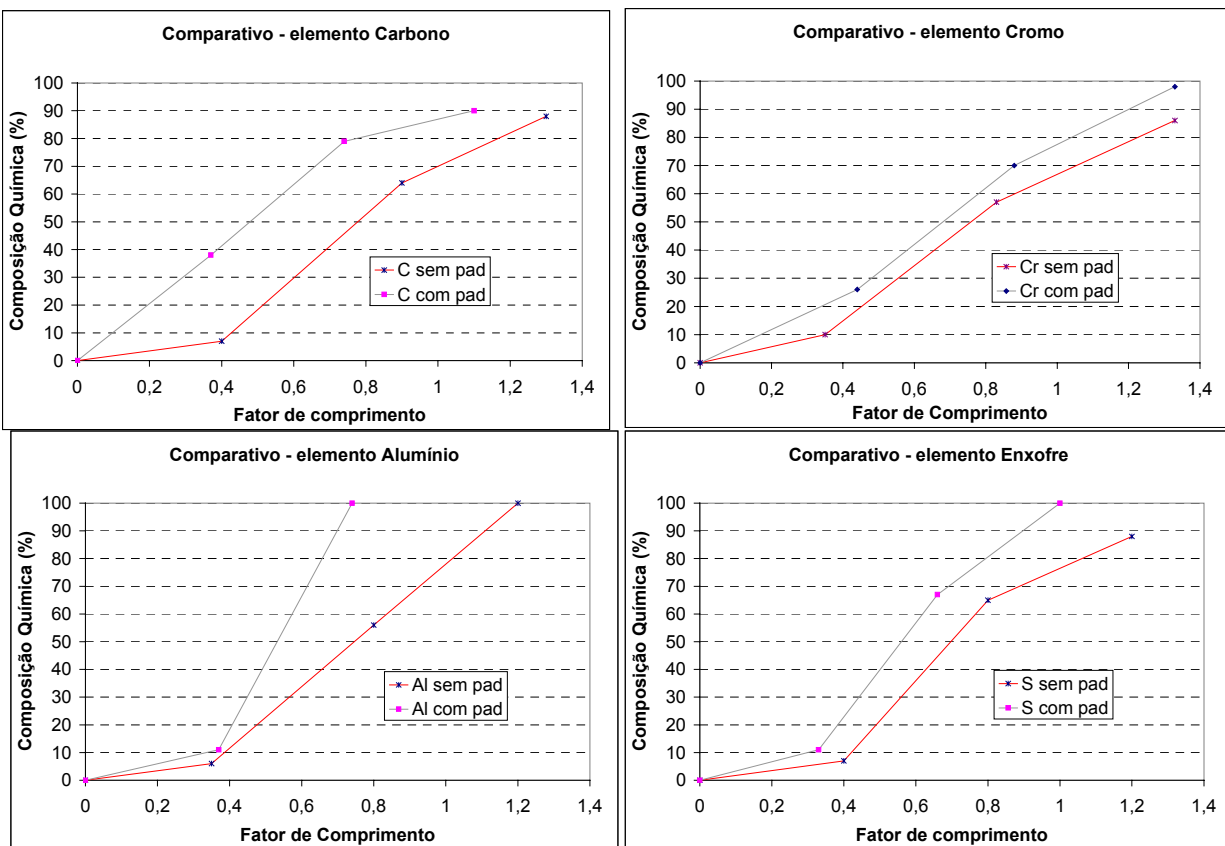 Comparativo - elemento Carbono
Composição Química (%)
100
90
80
70
60
50
40
30
20
10
0
C sem pad
C com pad
0 0,2 0,4 0,6 0,8 1 1,2 1,4
Fator de comprimento
Comparativo - elemento Cromo
Composição Química (%)
100
90
80
70
60
50
40
30
20
10
0
Cr sem pad
Cr com pad
0 0,2 0,4 0,6 0,8 1 1,2 1,4
Fator de Comprimento
Comparativo - elemento Alumínio
Composição Química (%)
100
90
80
70
60
50
40
30
20
10
0
Al sem pad
Al com pad
0 0,2 0,4 0,6 0,8 1 1,2 1,4
Fator de Comprimento
Comparativo - elemento Enxofre
Composição Química (%)
100
90
80
70
60
50
40
30
20
10
0
S sem pad
S com pad
0 0,2 0,4 0,6 0,8 1 1,2 1,4
Fator de comprimento